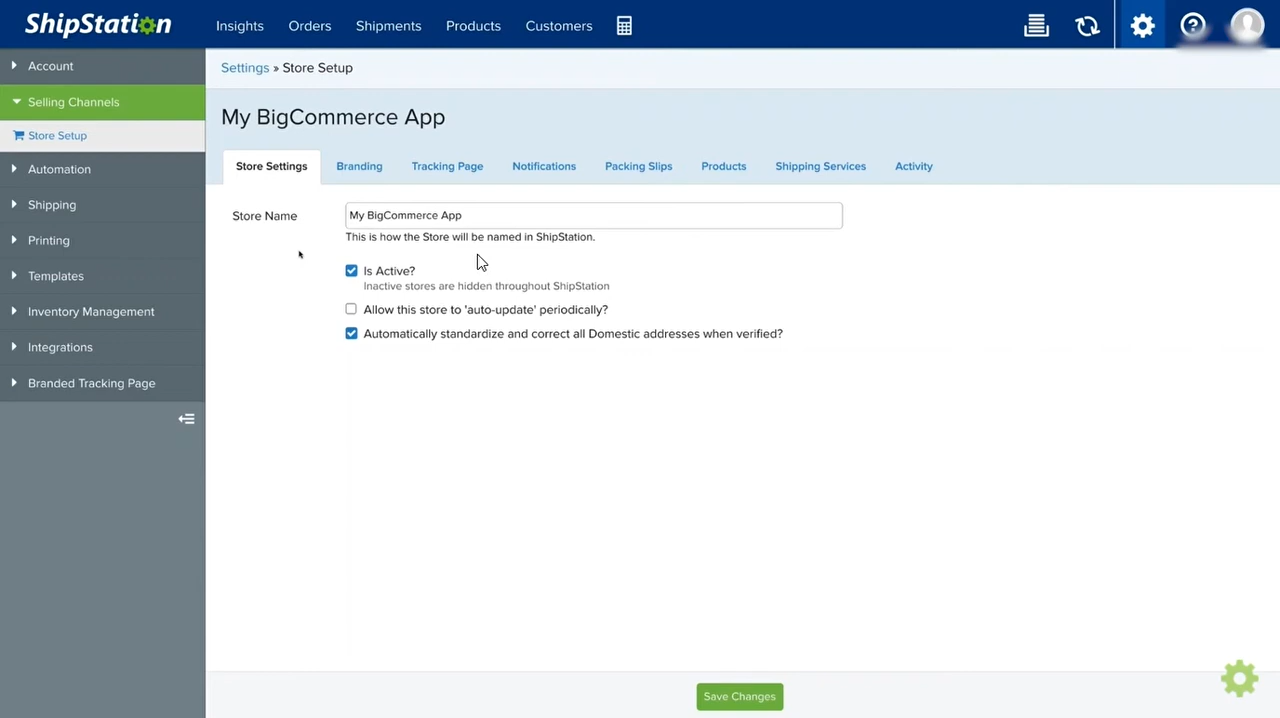 ShipStation
Insights
Orders
Shipments
Products
Customers
Account
Selling Channels
Store Setup
Automation
Shipping
Printing
Templates
Inventory Management
Integrations
Branded Tracking Page
Settings » Store Setup
My BigCommerce App
Store Settings
Branding
Tracking Page
Notifications
Packing Slips
Products
Shipping Services
Activity
Store Name
My BigCommerce App
This is how the Store will be named in ShipStation.
Is Active?
Inactive stores are hidden throughout ShipStation
Allow this store to 'auto-update' periodically?
Automatically standardize and correct all Domestic addresses when verified?
Save Changes